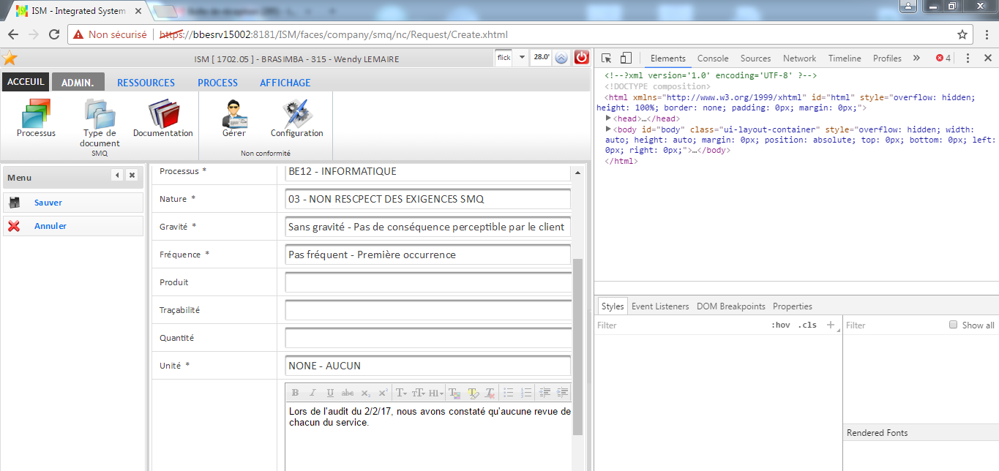 ISM - Integrated System
Non sécurisé
https://bbesrv15002:8181/ISM/faces/company/smq/nc/Request/Create.xhtml
ISM [ 1702.05 ] - BRASIMBA - 315 - Wendy LEMAIRE
flick
28.0'
ACCEUIL
ADMIN.
RESSOURCES
PROCESS
AFFICHAGE
Processus
Type de
document
Documentation
SMQ
Gérer
Configuration
Non conformité
Menu
Sauver
Annuler
Processus *
BE12 - INFORMATIQUE
Nature *
03 - NON RESCPECT DES EXIGENCES SMQ
Gravité *
Sans gravité - Pas de conséquence perceptible par le client
Fréquence *
Pas fréquent - Première occurrence
Produit
Traçabilité
Quantité
Unité *
NONE - AUCUN
Lors de l'audit du 2/2/17, nous avons constaté qu'aucune revue de
chacun du service.
Elements
Console
Sources
Network
Timeline
Profiles
4
<!--?xml version='1.0' encoding='UTF-8' ?-->
<!DOCTYPE composition>
<html xmlns="http://www.w3.org/1999/xhtml" id="html" style="overflow: hidden;
height: 100%; border: none; padding: 0px; margin: 0px;">
<head>…</head>
<body id="body" class="ui-layout-container" style="overflow: hidden; width:
auto; height: auto; margin: 0px; position: absolute; top: 0px; bottom: 0px; left:
0px; right: 0px;">…</body>
</html>
Styles
Event Listeners
DOM Breakpoints
Properties
Filter
:hov .cls +
Filter
Show all
Rendered Fonts